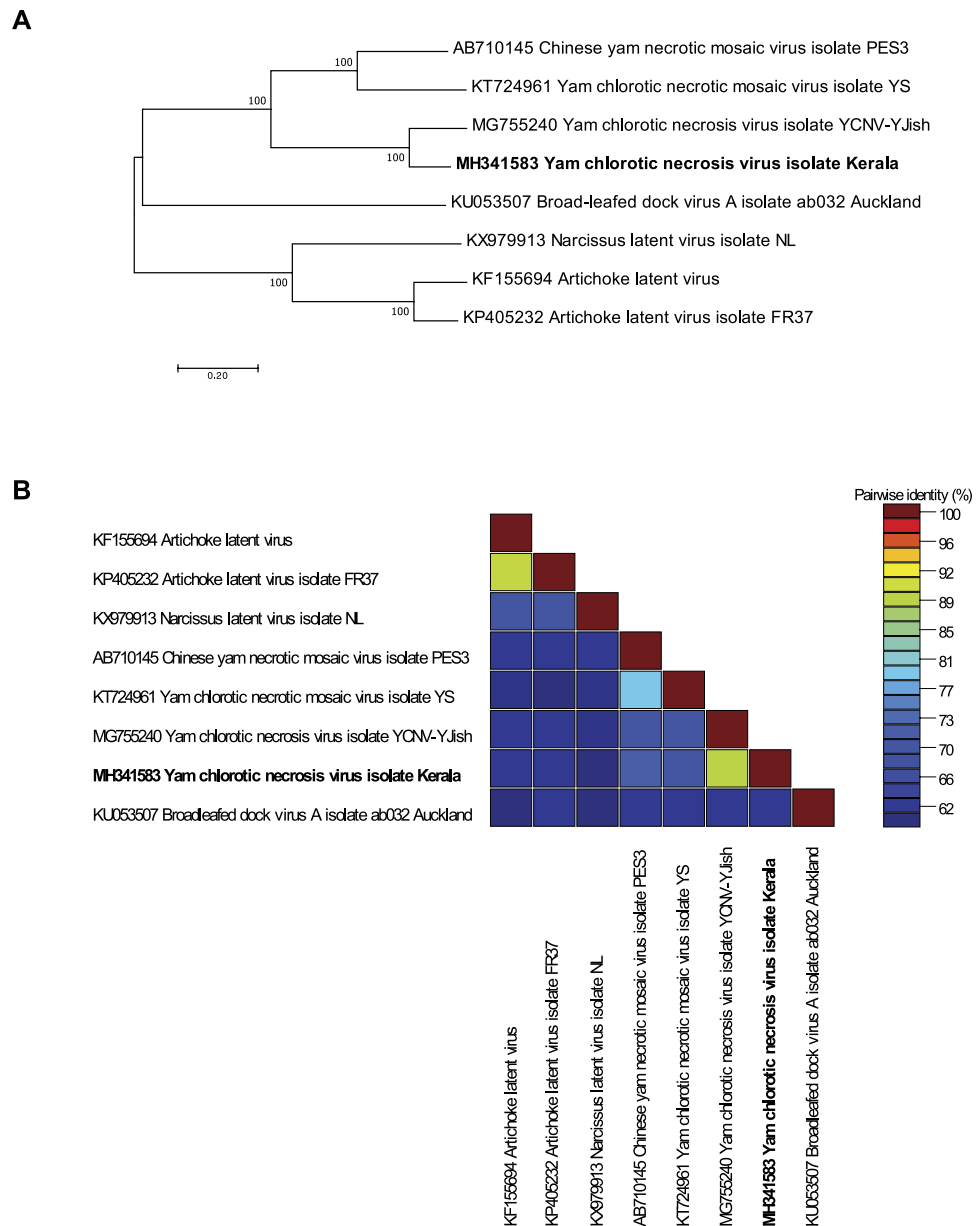 A
AB710145 Chinese yam necrotic mosaic virus isolate PES3
100
KT724961 Yam chlorotic necrotic mosaic virus isolate YS
100
MG755240 Yam chlorotic necrosis virus isolate YCNV-YJish
100
MH341583 Yam chlorotic necrosis virus isolate Kerala
KU053507 Broad-leafed dock virus A isolate ab032 Auckland
KX979913 Narcissus latent virus isolate NL
100
KF155694 Artichoke latent virus
100
KP405232 Artichoke latent virus isolate FR37
0.20
B
Pairwise identity (%)
KF155694 Artichoke latent virus
KP405232 Artichoke latent virus isolate FR37
KX979913 Narcissus latent virus isolate NL
AB710145 Chinese yam necrotic mosaic virus isolate PES3
KT724961 Yam chlorotic necrotic mosaic virus isolate YS
MG755240 Yam chlorotic necrosis virus isolate YCNV-YJish
MH341583 Yam chlorotic necrosis virus isolate Kerala
KU053507 Broadleafed dock virus A isolate ab032 Auckland
100
96
92
89
85
81
77
73
70
66
62
KF155694 Artichoke latent virus
KP405232 Artichoke latent virus isolate FR37
KX979913 Narcissus latent virus isolate NL
AB710145 Chinese yam necrotic mosaic virus isolate PES3
KT724961 Yam chlorotic necrotic mosaic virus isolate YS
MG755240 Yam chlorotic necrosis virus isolate YCNV-YJish
MH341583 Yam chlorotic necrosis virus isolate Kerala
KU053507 Broadleafed dock virus A isolate ab032 Auckland